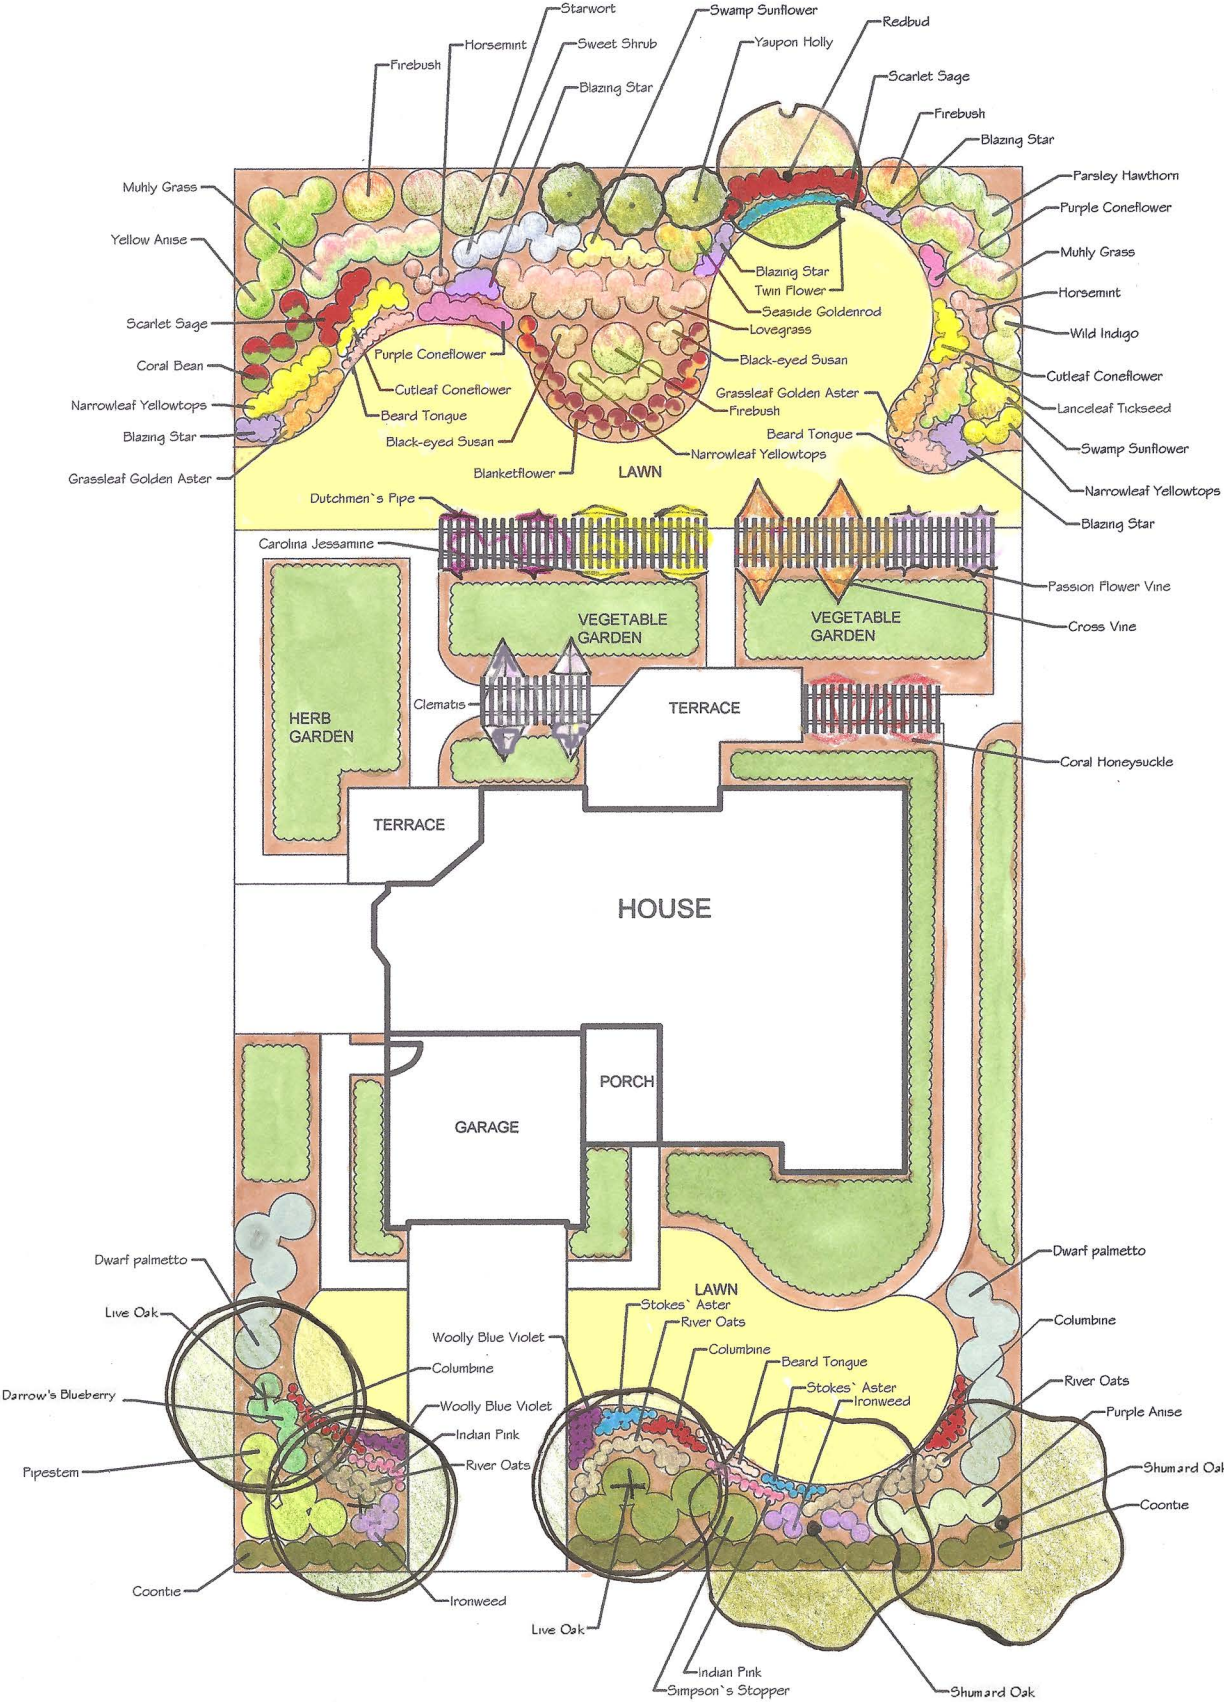 Starwort
Swamp Sunflower
Redbud
Horsemint
Sweet Shrub
Yaupon Holly
Firebush
Scarlet Sage
Blazing Star
Firebush
Blazing Star
Muhly Grass
Parsley Hawthorn
Purple Coneflower
Yellow Anise
Muhly Grass
Blazing Star
Twin Flower
Horsemint
Seaside Goldenrod
Scarlet Sage
Lovegrass
Wild Indigo
Purple Coneflower
Black-eyed Susan
Coral Bean
Cutleaf Coneflower
Cutleaf Coneflower
Grassleaf Golden Aster
Narrowleaf Yellowtops
Firebush
Lanceleaf Tickseed
Beard Tongue
Blazing Star
Beard Tongue
Black-eyed Susan
Swamp Sunflower
Narrowleaf Yellowtops
Blanketflower
LAWN
Grassleaf Golden Aster
Narrowleaf Yellowtops
Dutchmen`s Pipe
Blazing Star
Carolina Jessamine
Passion Flower Vine
VEGETABLE
GARDEN
VEGETABLE
GARDEN
Cross Vine
Clematis
TERRACE
HERB
GARDEN
Coral Honeysuckle
TERRACE
HOUSE
PORCH
GARAGE
Dwarf palmetto
Dwarf palmetto
LAWN
Stokes` Aster
Live Oak
River Oats
Columbine
Woolly Blue Violet
Columbine
Beard Tongue
Columbine
River Oats
Darrow's Blueberry
Stokes` Aster
Ironweed
Woolly Blue Violet
Purple Anise
Indian Pink
River Oats
Pipestem
Shumard Oak
Coontie
Coontie
Ironweed
Live Oak
Indian Pink
Simpson`s Stopper
Shumard Oak